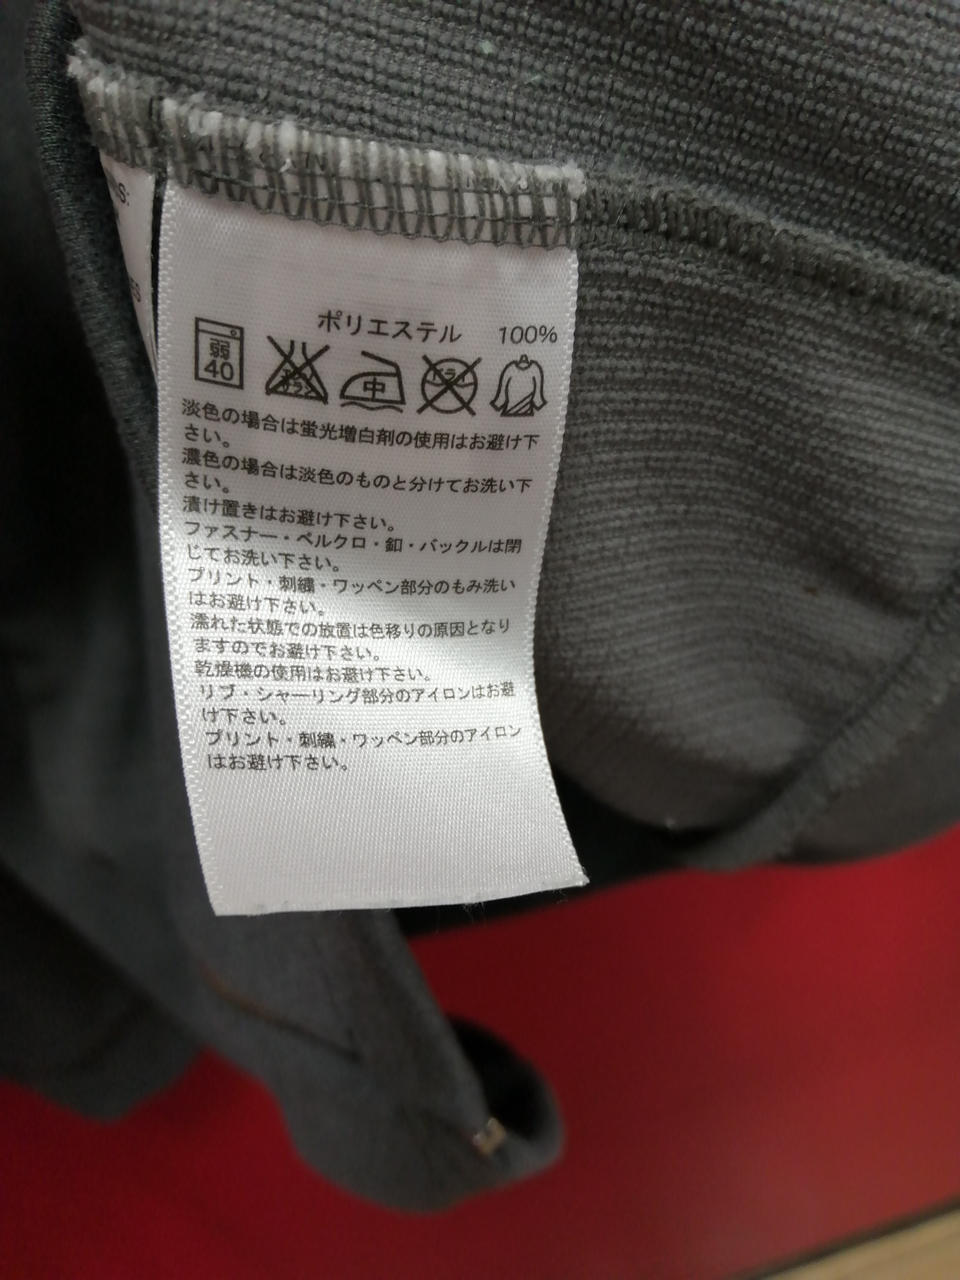 ポリエステル 100%
弱 40
エンソ サラシ 中 ドライ
淡色の場合は蛍光増白剤の使用はお避け下
さい。
濃色の場合は淡色のものと分けてお洗い下
さい。
漬け置きはお避け下さい。
ファスナー・ベルクロ・釦・バックルは閉
じてお洗い下さい。
プリント・刺繍・ワッペン部分のもみ洗い
はお避け下さい。
濡れた状態での放置は色移りの原因となり
ますのでお避け下さい。
乾燥機の使用はお避け下さい。
リブ・シャーリング部分のアイロンはお避
け下さい。
プリント・刺繍・ワッペン部分のアイロン
はお避け下さい。